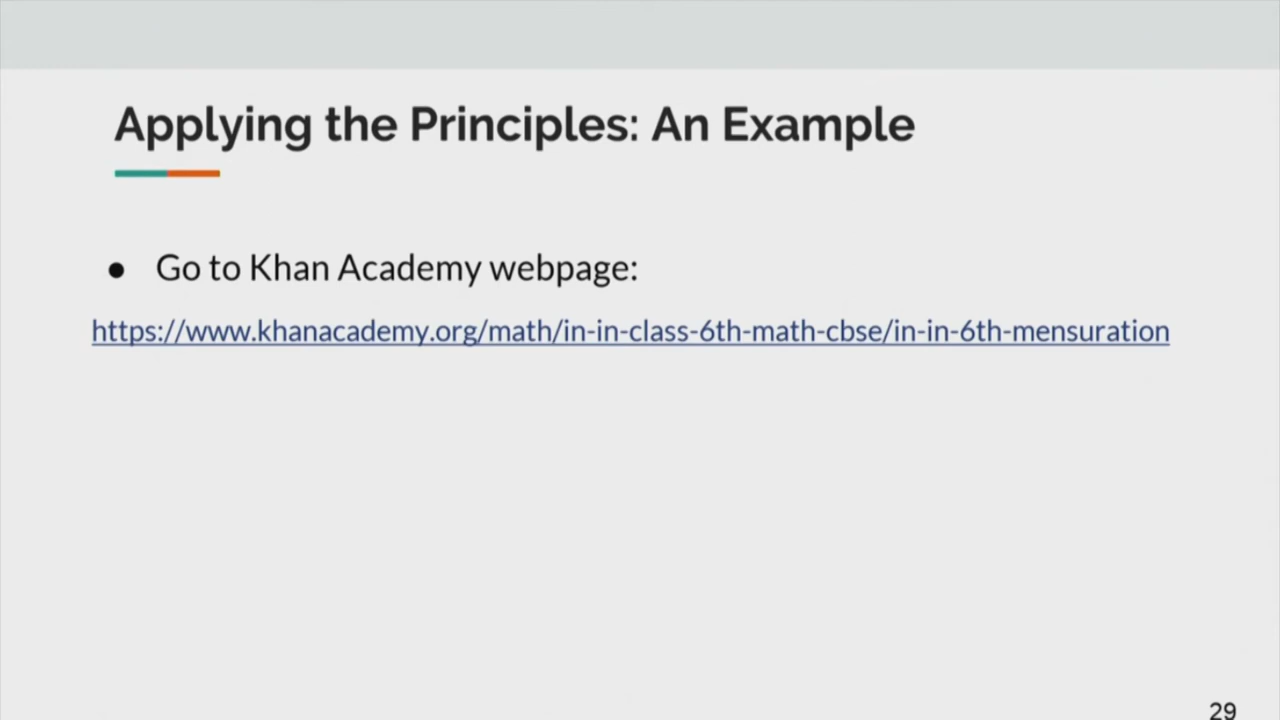 Applying the Principles: An Example
● Go to Khan Academy webpage:
https://www.khanacademy.org/math/in-in-class-6th-math-cbse/in-in-6th-mensuration
29